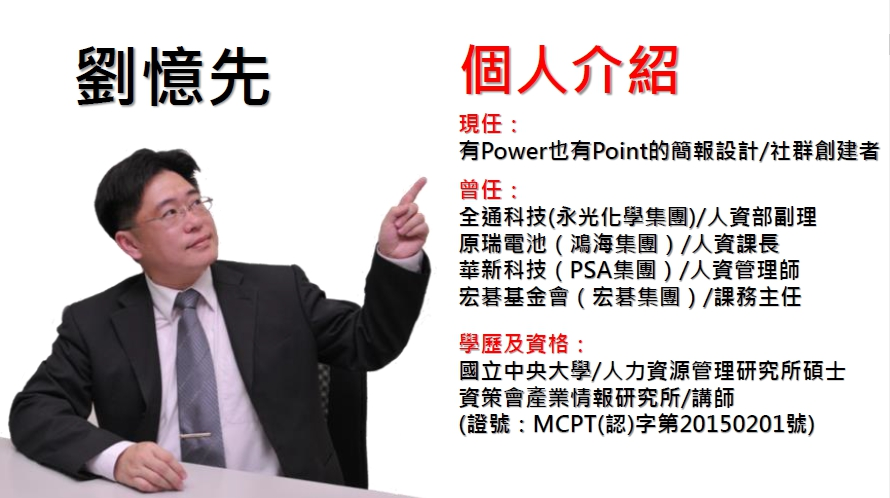 劉憶先
個人介紹
現任：
有Power也有Point的簡報設計/社群創建者
曾任：
全通科技(永光化學集團)/人資部副理
原瑞電池（鴻海集團）/人資課長
華新科技（PSA集團）/人資管理師
宏碁基金會（宏碁集團）/課務主任
學歷及資格：
國立中央大學/人力資源管理研究所碩士
資策會產業情報研究所/講師
(證號：MCPT(認)字第20150201號)